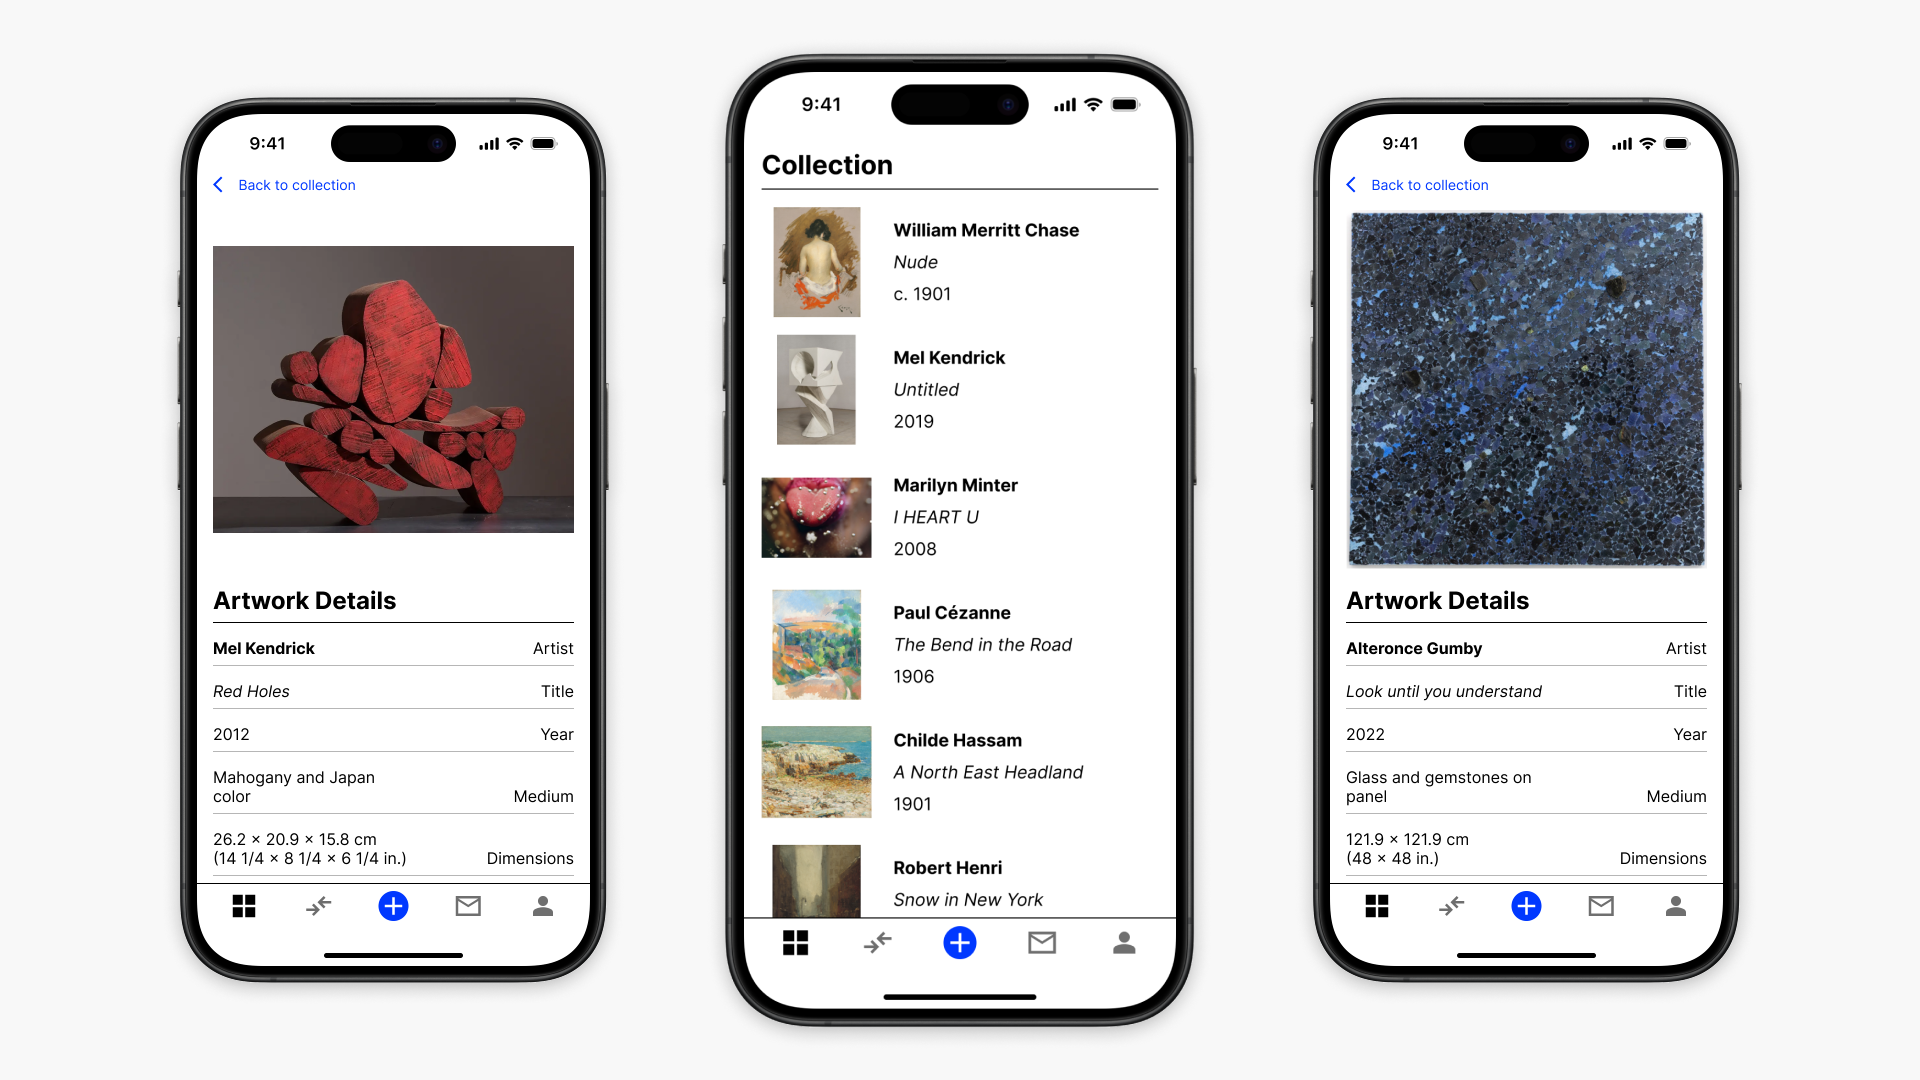 9:41
Back to collection
Artwork Details
Mel Kendrick Artist
Red Holes Title
2012 Year
Mahogany and Japan
color Medium
26.2 × 20.9 × 15.8 cm
(14 1/4 × 8 1/4 × 6 1/4 in.) Dimensions
9:41
Collection
William Merritt Chase
Nude
c. 1901
Mel Kendrick
Untitled
2019
Marilyn Minter
I HEART U
2008
Paul Cézanne
The Bend in the Road
1906
Childe Hassam
A North East Headland
1901
Robert Henri
Snow in New York
9:41
Back to collection
Artwork Details
Alteronce Gumby Artist
Look until you understand Title
2022 Year
Glass and gemstones on
panel Medium
121.9 × 121.9 cm
(48 × 48 in.) Dimensions